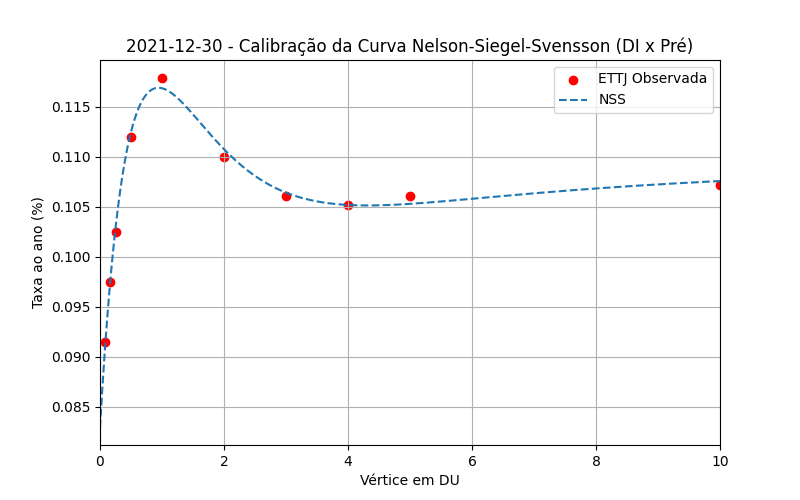 2021-12-30 - Calibração da Curva Nelson-Siegel-Svensson (DI x Pré)
ETTJ Observada
NSS
Taxa ao ano (%)
0.115
0.110
0.105
0.100
0.095
0.090
0.085
0 2 4 6 8 10
Vértice em DU